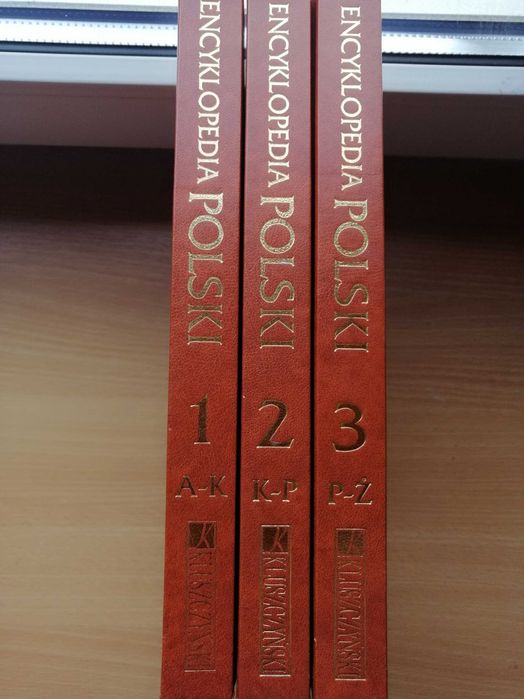 ENCYKLOPEDIA POLSKI
1
A-K
KLUSZCZYŃSKI
ENCYKLOPEDIA POLSKI
2
K-P
KLUSZCZYŃSKI
ENCYKLOPEDIA POLSKI
3
P-Ż
KLUSZCZYŃSKI